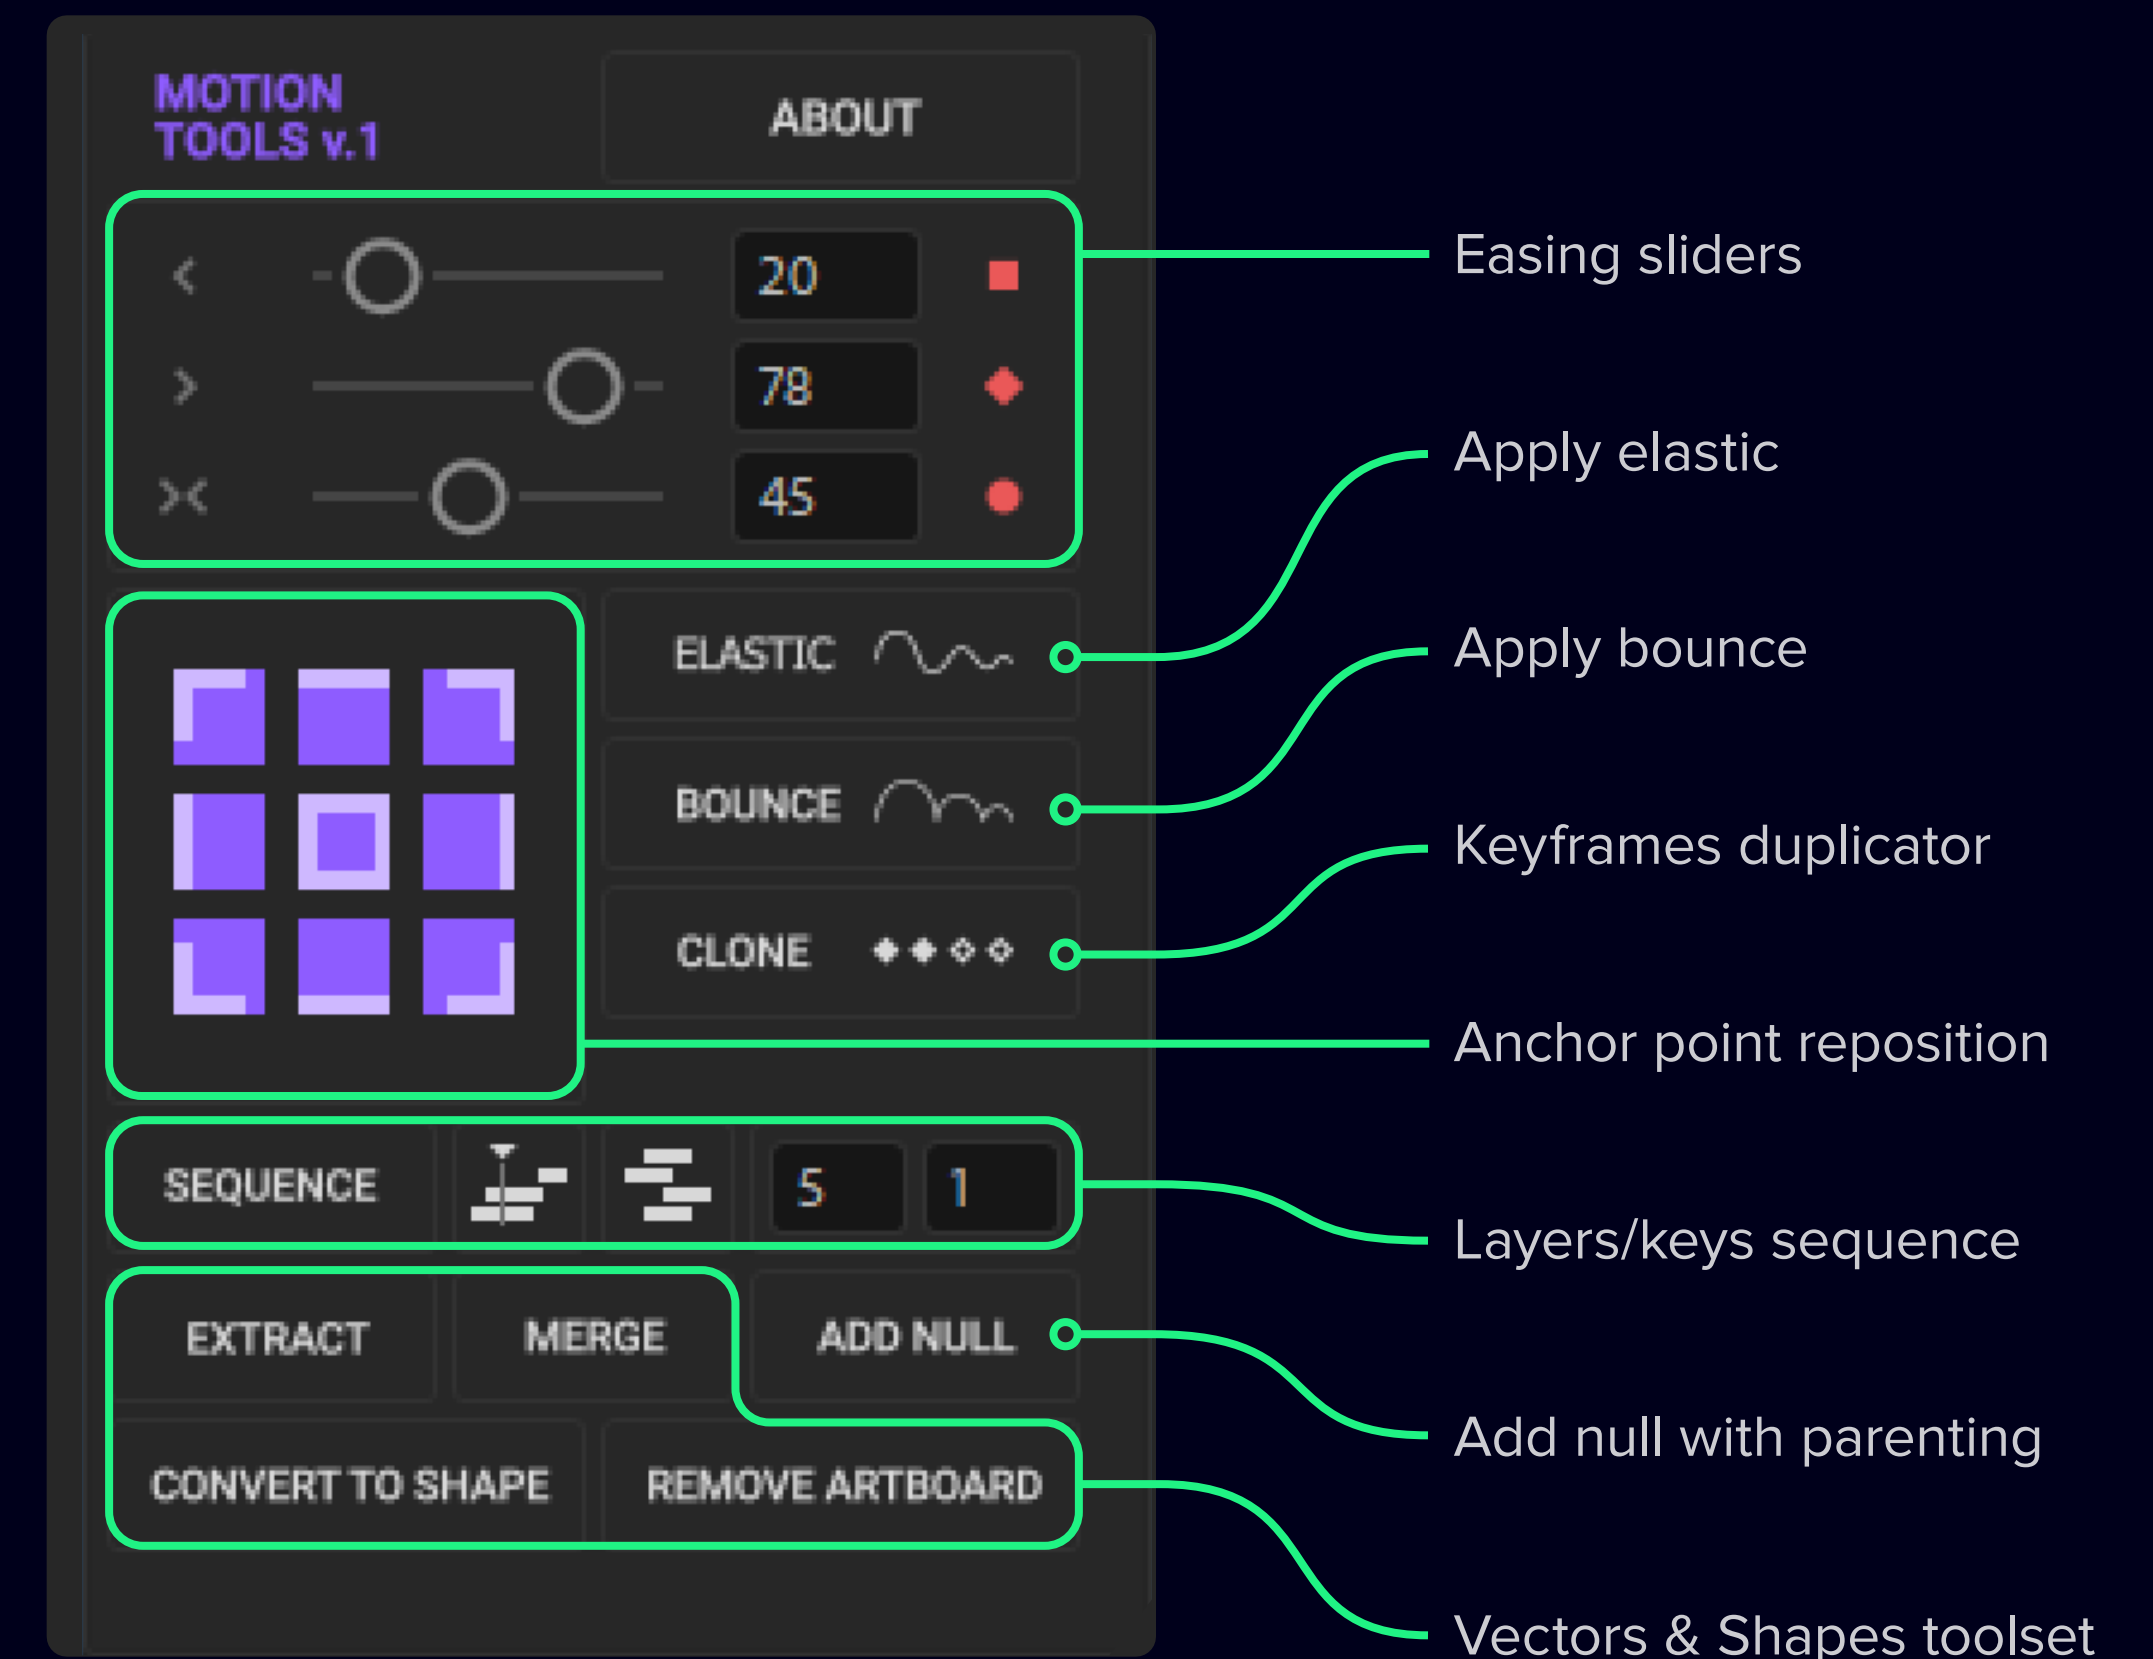 MOTION
TOOLS v.1
ABOUT
20
78
45
Easing sliders
ELASTIC
Apply elastic
BOUNCE
Apply bounce
CLONE
Keyframes duplicator
Anchor point reposition
SEQUENCE
5
1
Layers/keys sequence
EXTRACT
MERGE
ADD NULL
Add null with parenting
CONVERT TO SHAPE
REMOVE ARTBOARD
Vectors & Shapes toolset